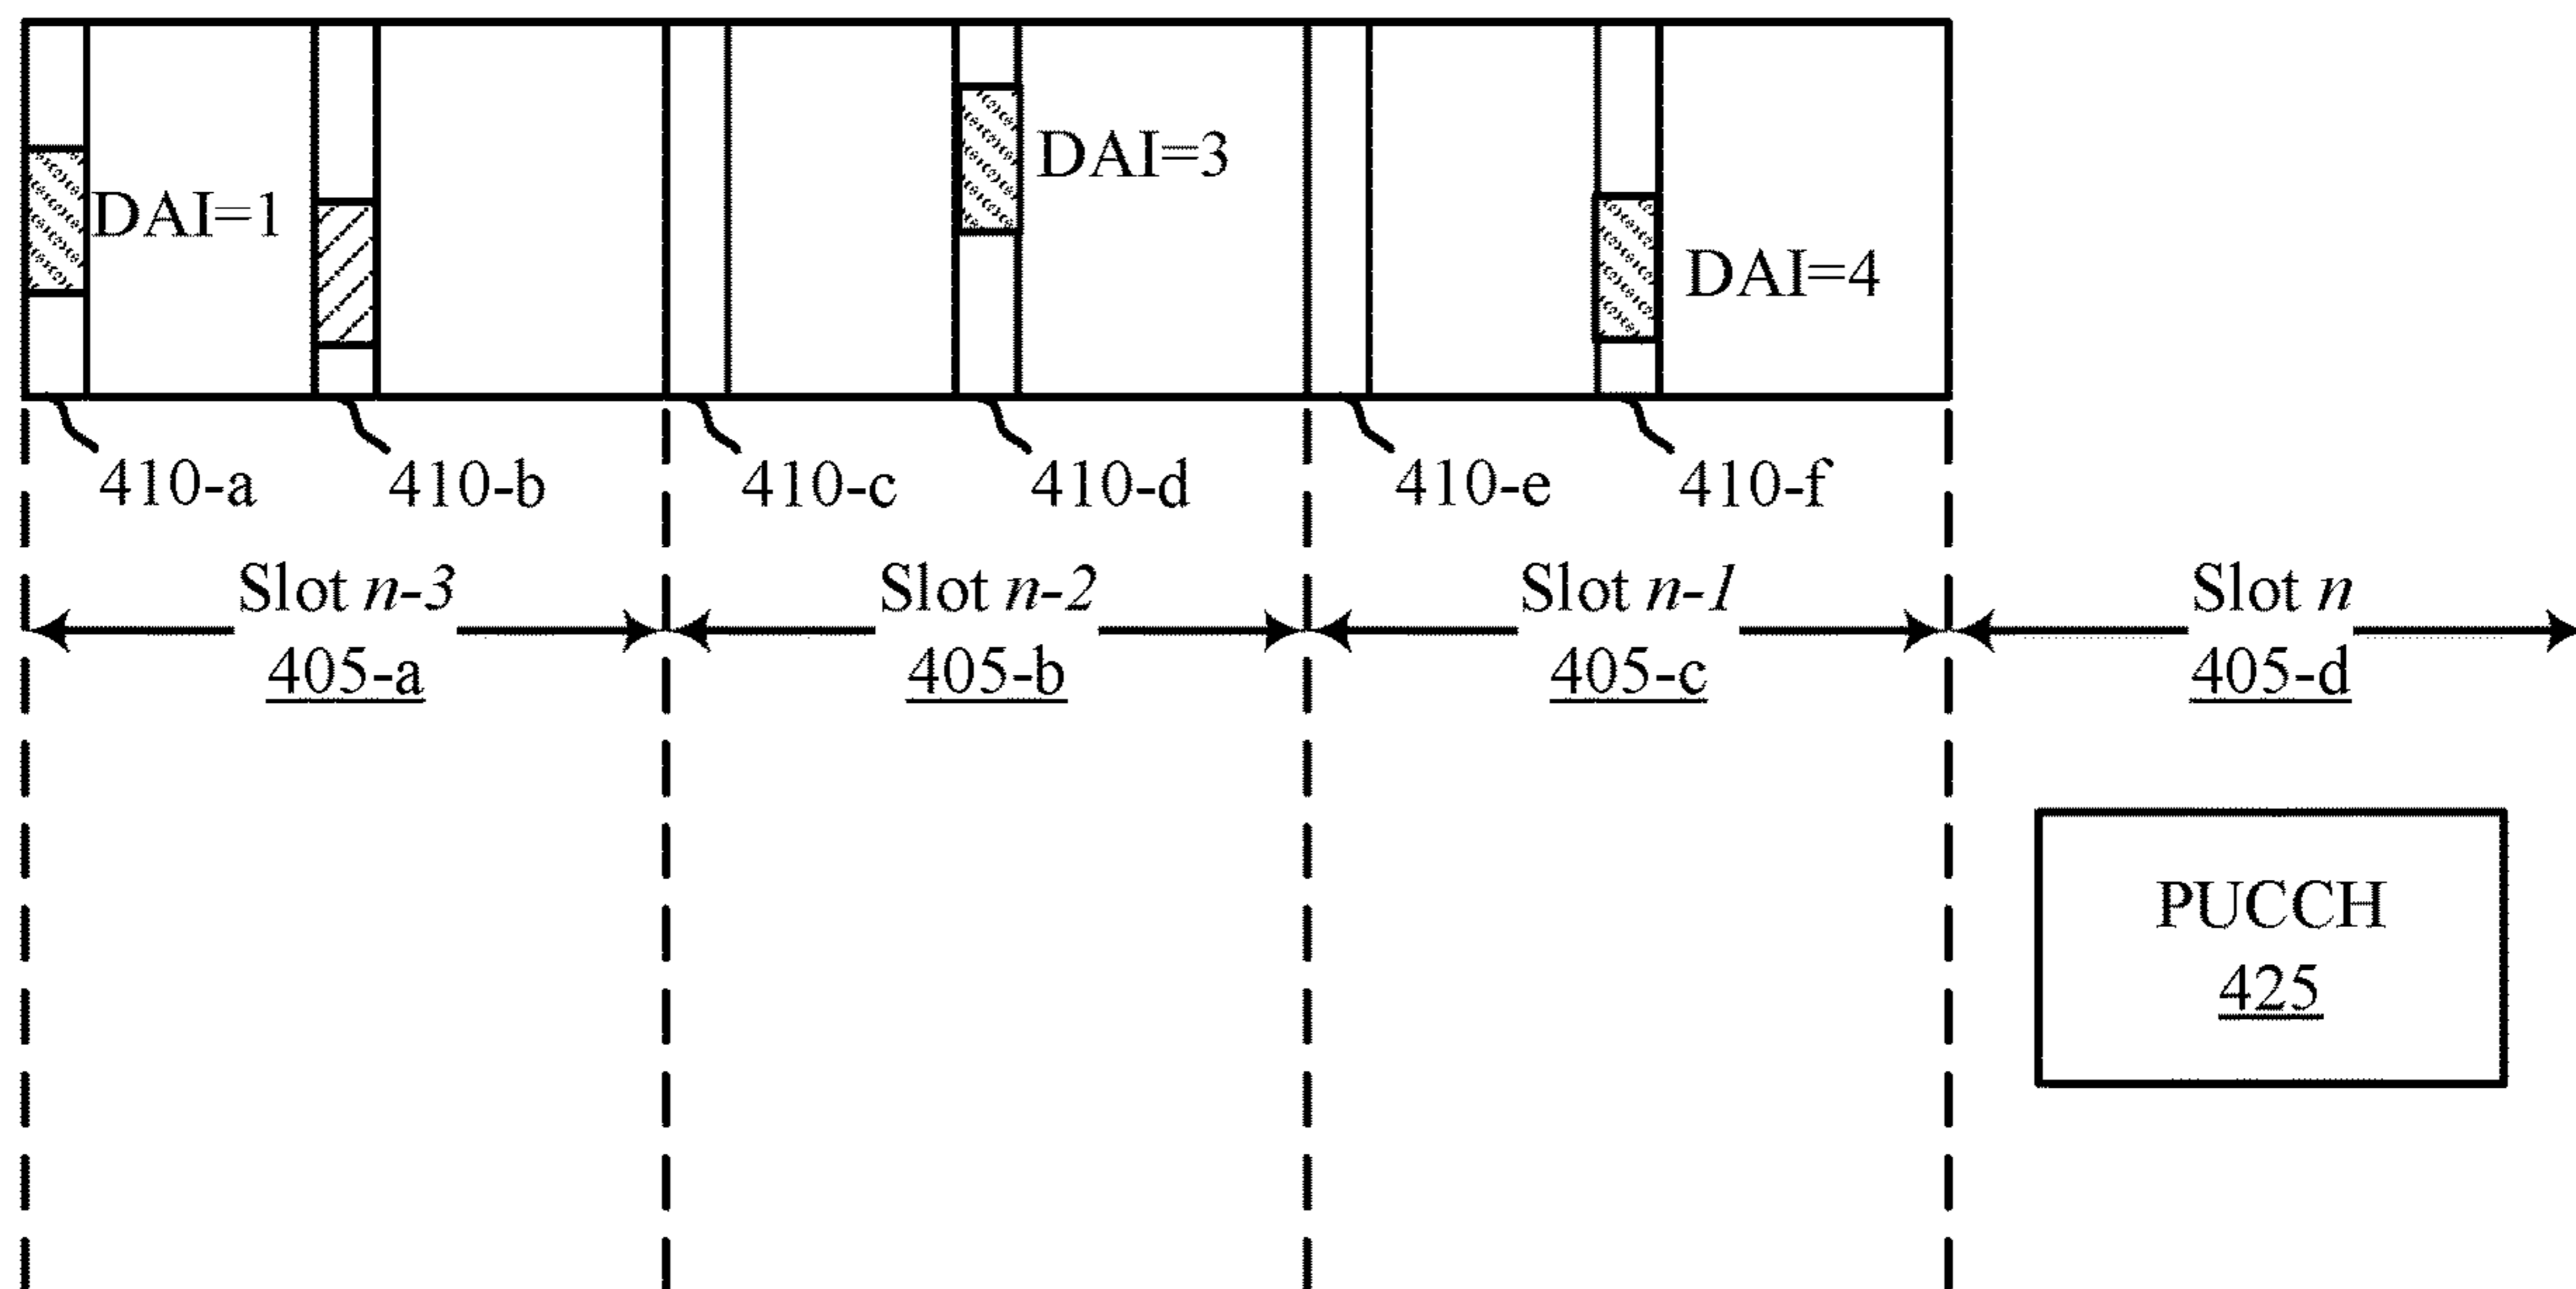 DAI=1
DAI=3
DAI=4
410-a
410-b
410-c
410-d
410-e
410-f
Slot n-3
405-a
Slot n-2
405-b
Slot n-1
405-c
Slot n
405-d
PUCCH
425